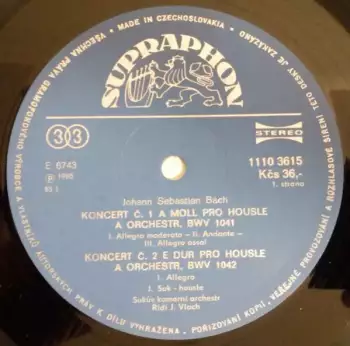 • MADE IN CZECHOSLOVAKIA •
VŠECHNA PRÁVA GRAMOFONOVÉHO VÝROBCE A VLASTNÍKŮ AUTORSKÝCH PRÁV K DÍLU VYHRAZENA. POŘIZOVÁNÍ KOPIÍ, VEŘEJNÉ PROVOZOVÁNÍ A ROZHLASOVÉ ŠÍŘENÍ TÉTO DESKY JE ZAKÁZÁNO
SUPRAPHON
33
STEREO
E 6743
1110 3615
Ⓟ 1985
Kčs 36,-
1. strana
Johann Sebastian Bach
KONCERT Č. 1 A MOLL PRO HOUSLE
A ORCHESTR, BWV 1041
I. Allegro moderato - II. Andante -
III. Allegro assai
KONCERT Č. 2 E DUR PRO HOUSLE
A ORCHESTR, BWV 1042
I. Allegro
J. Suk - housle
Sukův komorní orchestr
Řídí J. Vlach